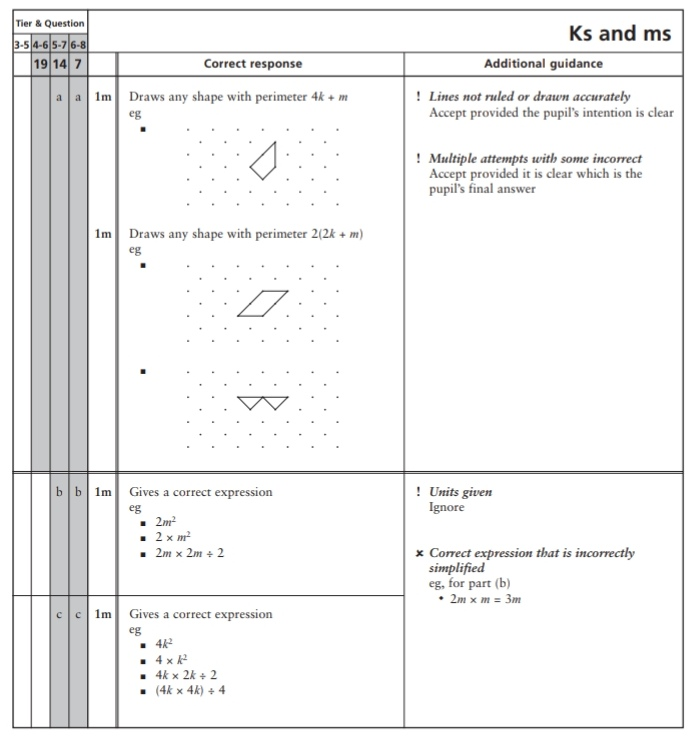 Tier & Question
Ks and ms
3-5 4-6 5-7 6-8
19 14 7
Correct response
Additional guidance
a a 1m Draws any shape with perimeter 4k + m
eg
■
! Lines not ruled or drawn accurately
Accept provided the pupil's intention is clear
! Multiple attempts with some incorrect
Accept provided it is clear which is the
pupil's final answer
1m Draws any shape with perimeter 2(2k + m)
eg
■
■
b b 1m Gives a correct expression
eg
■ 2m²
■ 2 × m²
■ 2m × 2m ÷ 2
! Units given
Ignore
✖ Correct expression that is incorrectly
simplified
eg, for part (b)
• 2m × m = 3m
c c 1m Gives a correct expression
eg
■ 4k²
■ 4 × k²
■ 4k × 2k ÷ 2
■ (4k × 4k) ÷ 4